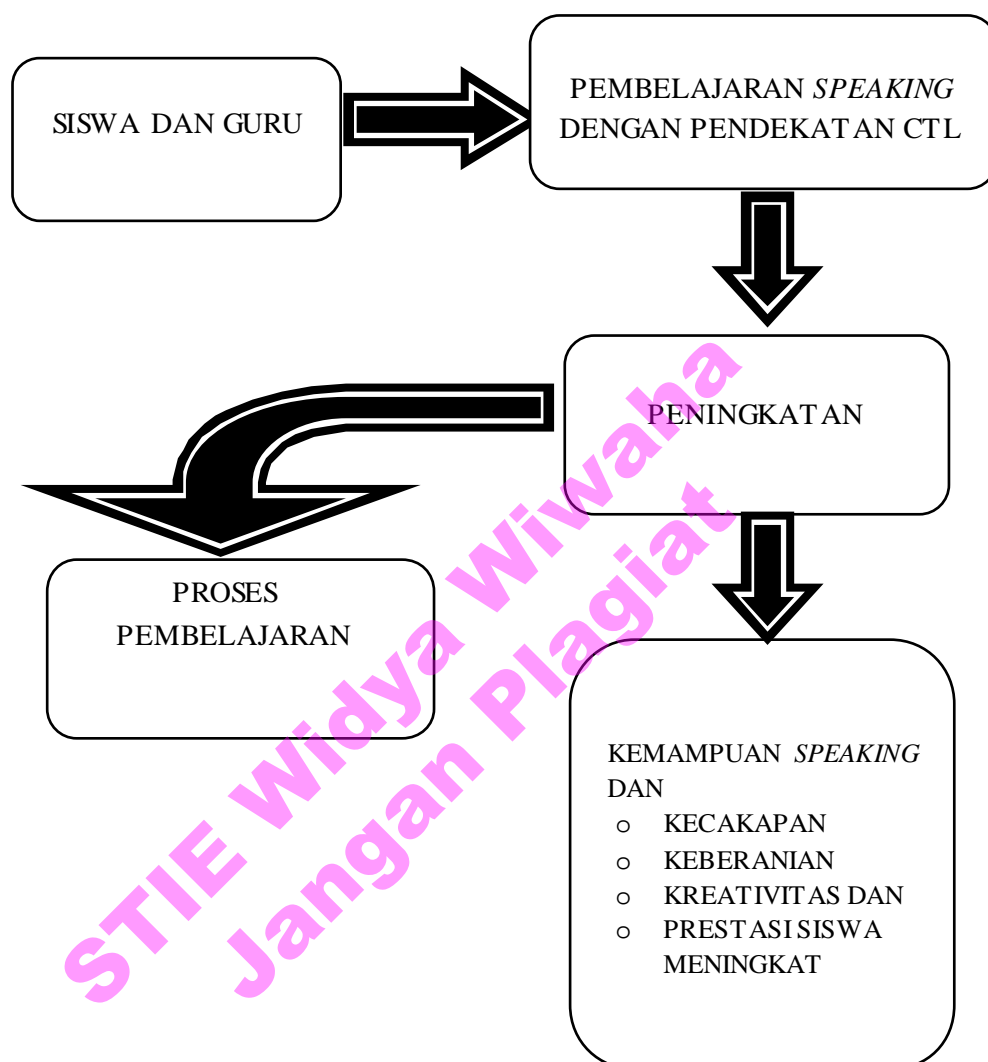 SISWA DAN GURU
PEMBELAJARAN SPEAKING
DENGAN PENDEKATAN CTL
PENINGKATAN
PROSES
PEMBELAJARAN
KEMAMPUAN SPEAKING
DAN
o KECAKAPAN
o KEBERANIAN
o KREATIVITAS DAN
o PRESTASI SISWA
MENINGKAT
STIE Widya Wiwaha
Jangan Plagiat